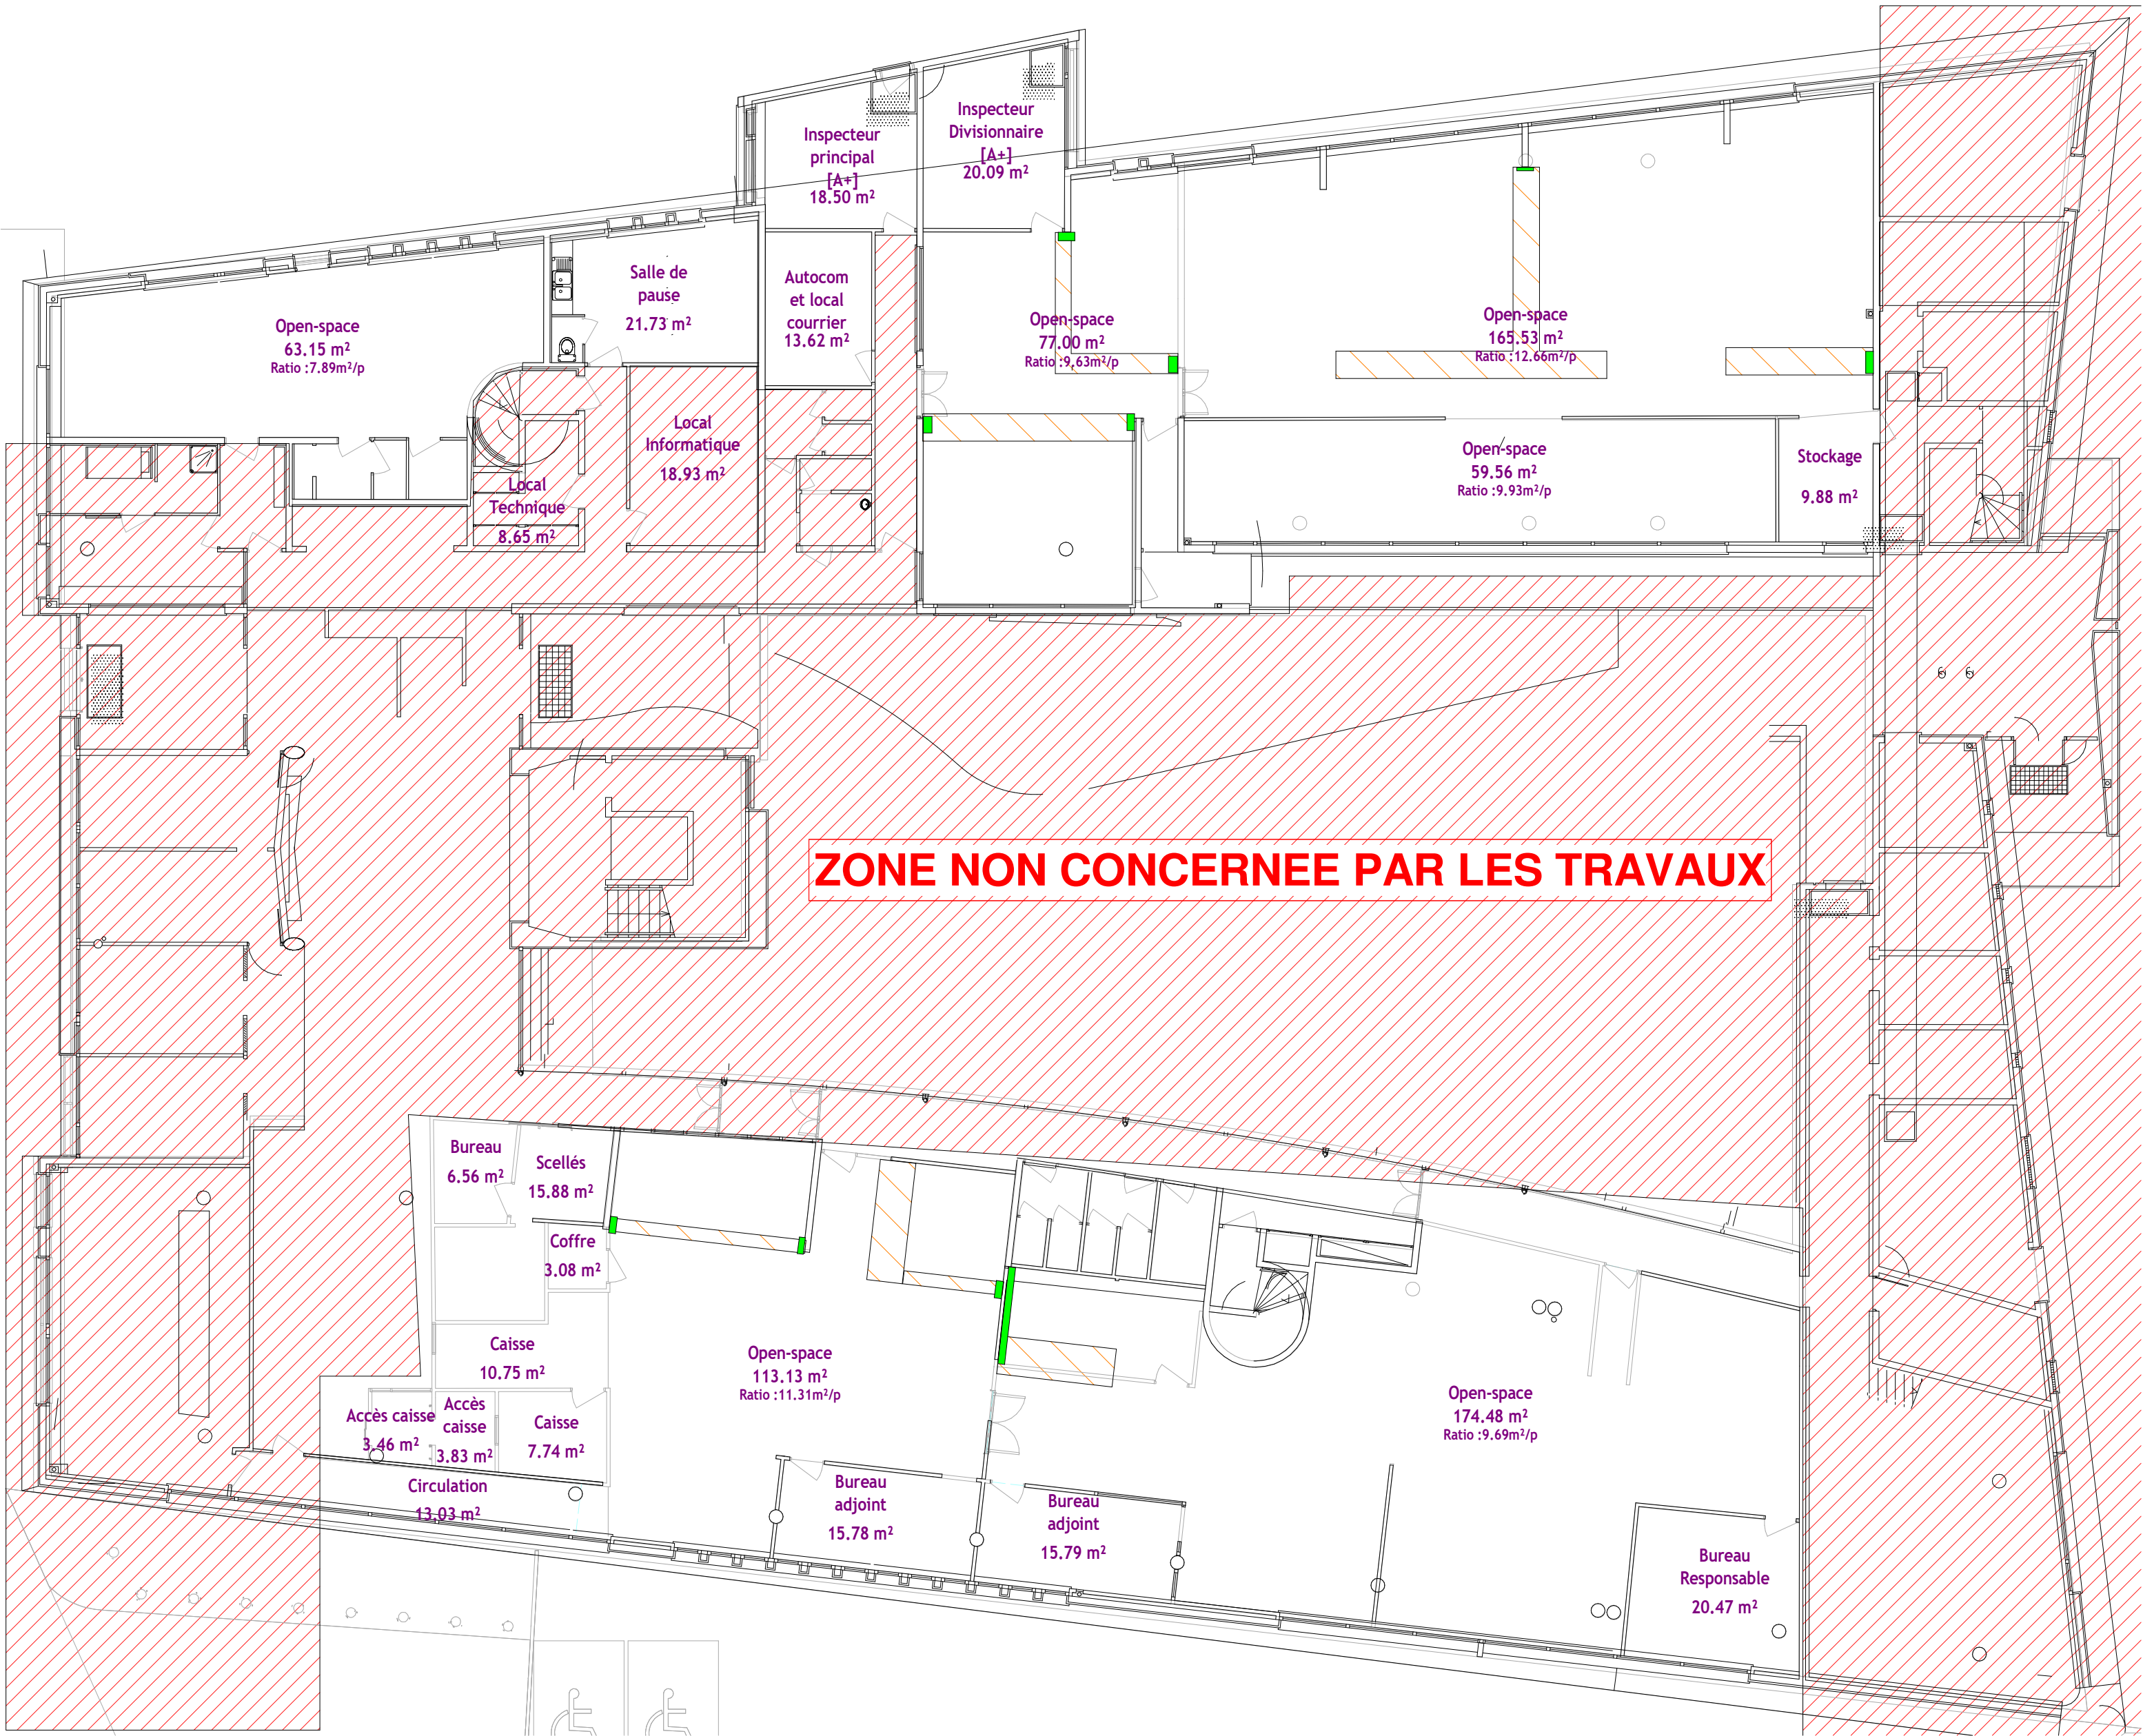 Inspecteur
principal
[A+]
18.50 m²
Inspecteur
Divisionnaire
[A+]
20.09 m²
Open-space
63.15 m²
Ratio :7.89m²/p
Salle de
pause
21.73 m²
Autocom
et local
courrier
13.62 m²
Open-space
77.00 m²
Ratio :9.63m²/p
Open-space
165.53 m²
Ratio :12.66m²/p
Local
Informatique
18.93 m²
Local
Technique
8.65 m²
Open-space
59.56 m²
Ratio :9.93m²/p
Stockage
9.88 m²
ZONE NON CONCERNEE PAR LES TRAVAUX
Bureau
6.56 m²
Scellés
15.88 m²
Coffre
3.08 m²
Caisse
10.75 m²
Accès caisse
3.46 m²
Accès
caisse
3.83 m²
Caisse
7.74 m²
Circulation
13.03 m²
Open-space
113.13 m²
Ratio :11.31m²/p
Bureau
adjoint
15.78 m²
Bureau
adjoint
15.79 m²
Open-space
174.48 m²
Ratio :9.69m²/p
Bureau
Responsable
20.47 m²